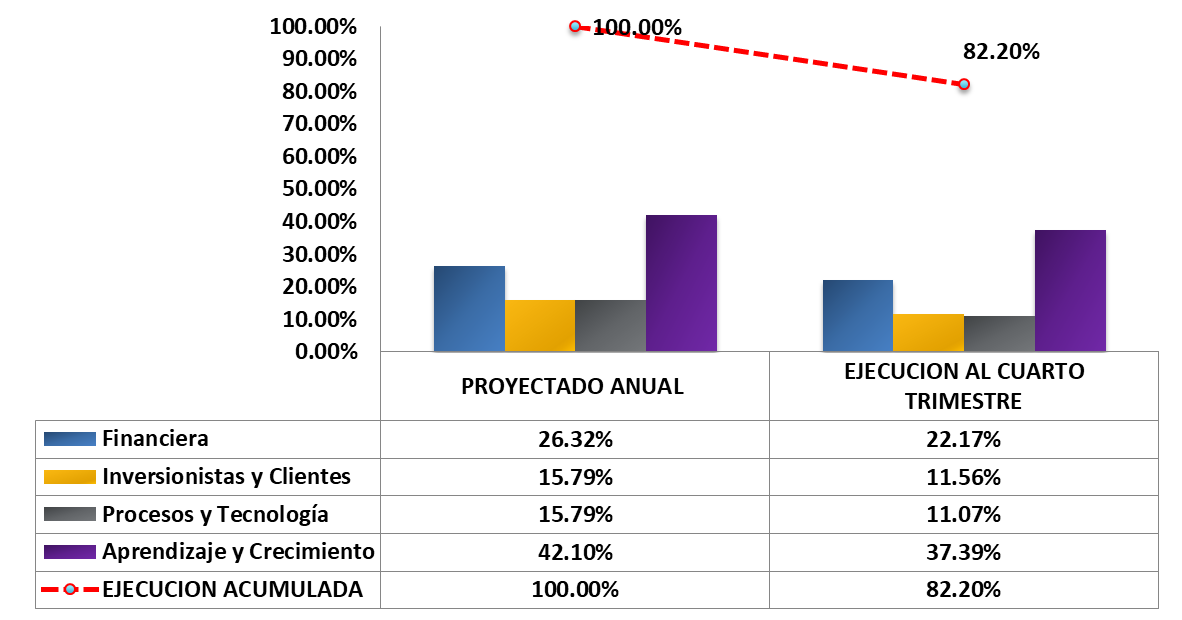 100.00%
90.00%
80.00%
70.00%
60.00%
50.00%
40.00%
30.00%
20.00%
10.00%
0.00%
100.00%
82.20%
PROYECTADO ANUAL
EJECUCION AL CUARTO
TRIMESTRE
Financiera 26.32% 22.17%
Inversionistas y Clientes 15.79% 11.56%
Procesos y Tecnología 15.79% 11.07%
Aprendizaje y Crecimiento 42.10% 37.39%
EJECUCION ACUMULADA 100.00% 82.20%